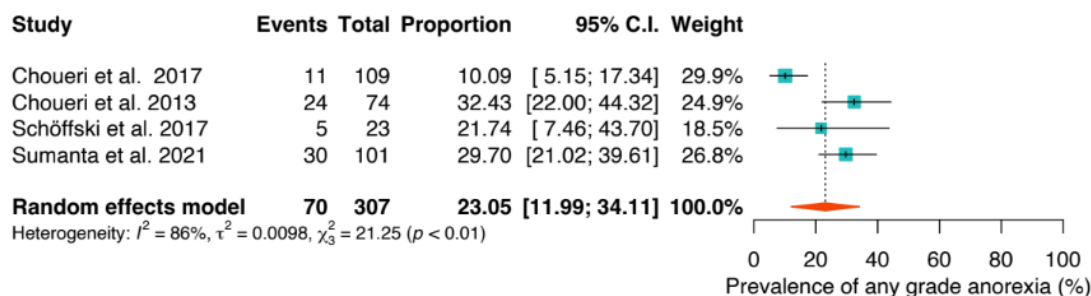 Study Events Total Proportion 95% C.I. Weight
Choueri et al. 2017 11 109 10.09 [ 5.15; 17.34] 29.9%
Choueri et al. 2013 24 74 32.43 [22.00; 44.32] 24.9%
Schöffski et al. 2017 5 23 21.74 [ 7.46; 43.70] 18.5%
Sumanta et al. 2021 30 101 29.70 [21.02; 39.61] 26.8%
Random effects model 70 307 23.05 [11.99; 34.11] 100.0%
Heterogeneity: I² = 86%, τ² = 0.0098, χ²₃ = 21.25 (p < 0.01)
0 20 40 60 80 100
Prevalence of any grade anorexia (%)